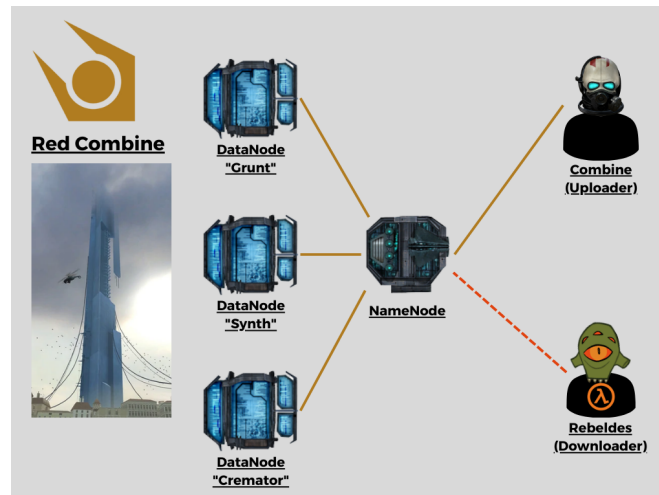 Red Combine
DataNode
"Grunt"
DataNode
"Synth"
DataNode
"Cremator"
NameNode
Combine
(Uploader)
λ
Rebeldes
(Downloader)